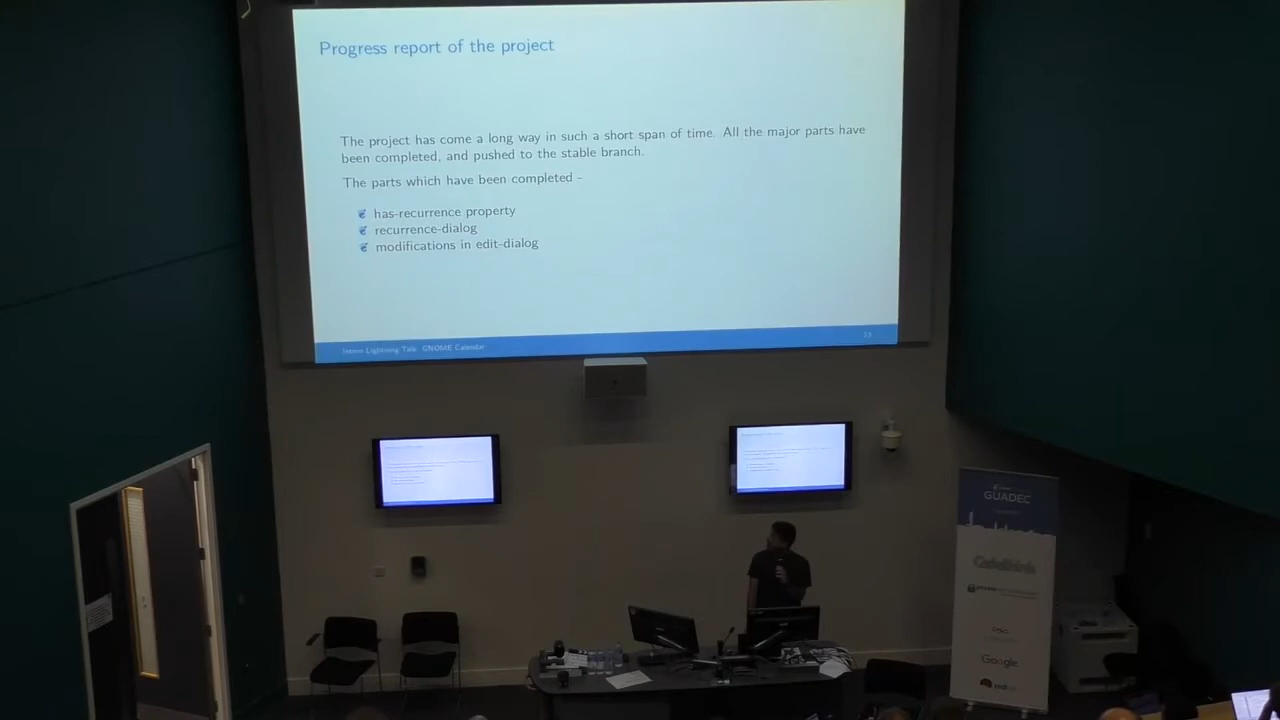 Progress report of the project
The project has come a long way in such a short span of time. All the major parts have
been completed, and pushed to the stable branch.
The parts which have been completed –
has-recurrence property
recurrence-dialog
modifications in edit-dialog
Intern Lightning Talk GNOME Calendar
GUADEC
Codethink
Google